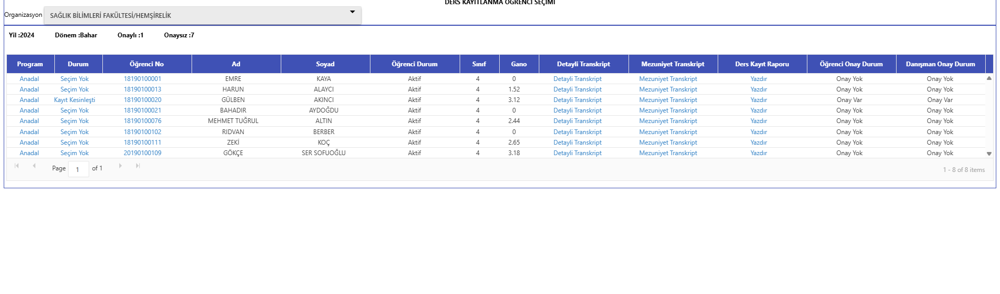 DERS KAYITLANMA ÖĞRENCİ SEÇİMİ
Organizasyon SAĞLIK BİLİMLERİ FAKÜLTESİ/HEMŞİRELİK
Yıl :2024 Dönem :Bahar Onaylı :1 Onaysız :7
Program Durum Öğrenci No Ad Soyad Öğrenci Durum Sınıf Gano Detayli Transkript Mezuniyet Transkript Ders Kayıt Raporu Öğrenci Onay Durum Danışman Onay Durum
Anadal Seçim Yok 18190100001 EMRE KAYA Aktif 4 0 Detayli Transkript Mezuniyet Transkript Yazdır Onay Yok Onay Yok
Anadal Seçim Yok 18190100013 HARUN ALAYCI Aktif 4 1.52 Detayli Transkript Mezuniyet Transkript Yazdır Onay Yok Onay Yok
Anadal Kayıt Kesinleşti 18190100020 GÜLBEN AKINCI Aktif 4 3.12 Detayli Transkript Mezuniyet Transkript Yazdır Onay Var Onay Var
Anadal Seçim Yok 18190100021 BAHADIR AYDOĞDU Aktif 4 0 Detayli Transkript Mezuniyet Transkript Yazdır Onay Yok Onay Yok
Anadal Seçim Yok 18190100076 MEHMET TUĞRUL ALTIN Aktif 4 2.44 Detayli Transkript Mezuniyet Transkript Yazdır Onay Yok Onay Yok
Anadal Seçim Yok 18190100102 RIDVAN BERBER Aktif 4 0 Detayli Transkript Mezuniyet Transkript Yazdır Onay Yok Onay Yok
Anadal Seçim Yok 18190100111 ZEKİ KOÇ Aktif 4 2.65 Detayli Transkript Mezuniyet Transkript Yazdır Onay Yok Onay Yok
Anadal Seçim Yok 20190100109 GÖKÇE SER SOFUOĞLU Aktif 4 3.18 Detayli Transkript Mezuniyet Transkript Yazdır Onay Yok Onay Yok
Page 1 of 1 1 - 8 of 8 items